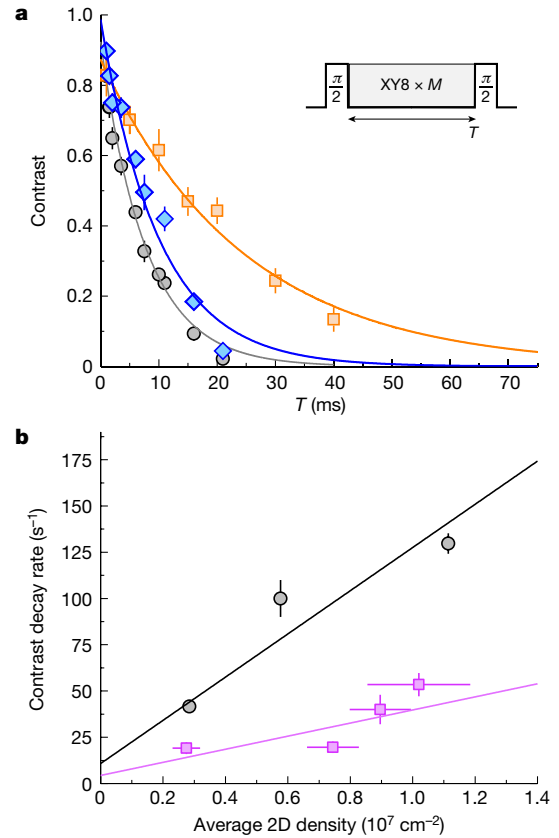 a
1.0
0.8
0.6
0.4
0.2
0
Contrast
π/2
XY8 × M
π/2
T
0 10 20 30 40 50 60 70
T (ms)
b
175
150
125
100
75
50
25
0
Contrast decay rate (s⁻¹)
0 0.2 0.4 0.6 0.8 1.0 1.2 1.4
Average 2D density (10⁷ cm⁻²)